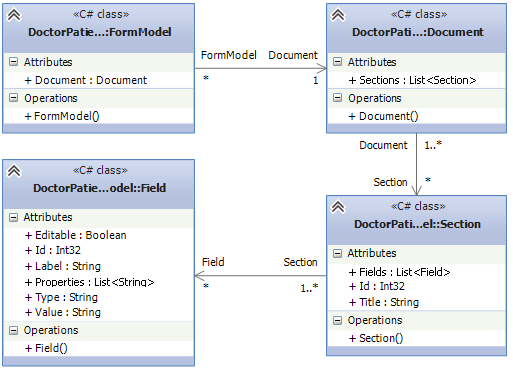 «C# class»
DoctorPatie...:FormModel
Attributes
+ Document : Document
Operations
+ FormModel()
FormModel
Document
*
1
«C# class»
DoctorPati...:Document
Attributes
+ Sections : List<Section>
Operations
+ Document()
Document
1..*
Section
*
«C# class»
DoctorPatie...odel::Field
Attributes
+ Editable : Boolean
+ Id : Int32
+ Label : String
+ Properties : List<String>
+ Type : String
+ Value : String
Operations
+ Field()
Field
Section
*
1..*
«C# class»
DoctorPati...el::Section
Attributes
+ Fields : List<Field>
+ Id : Int32
+ Title : String
Operations
+ Section()